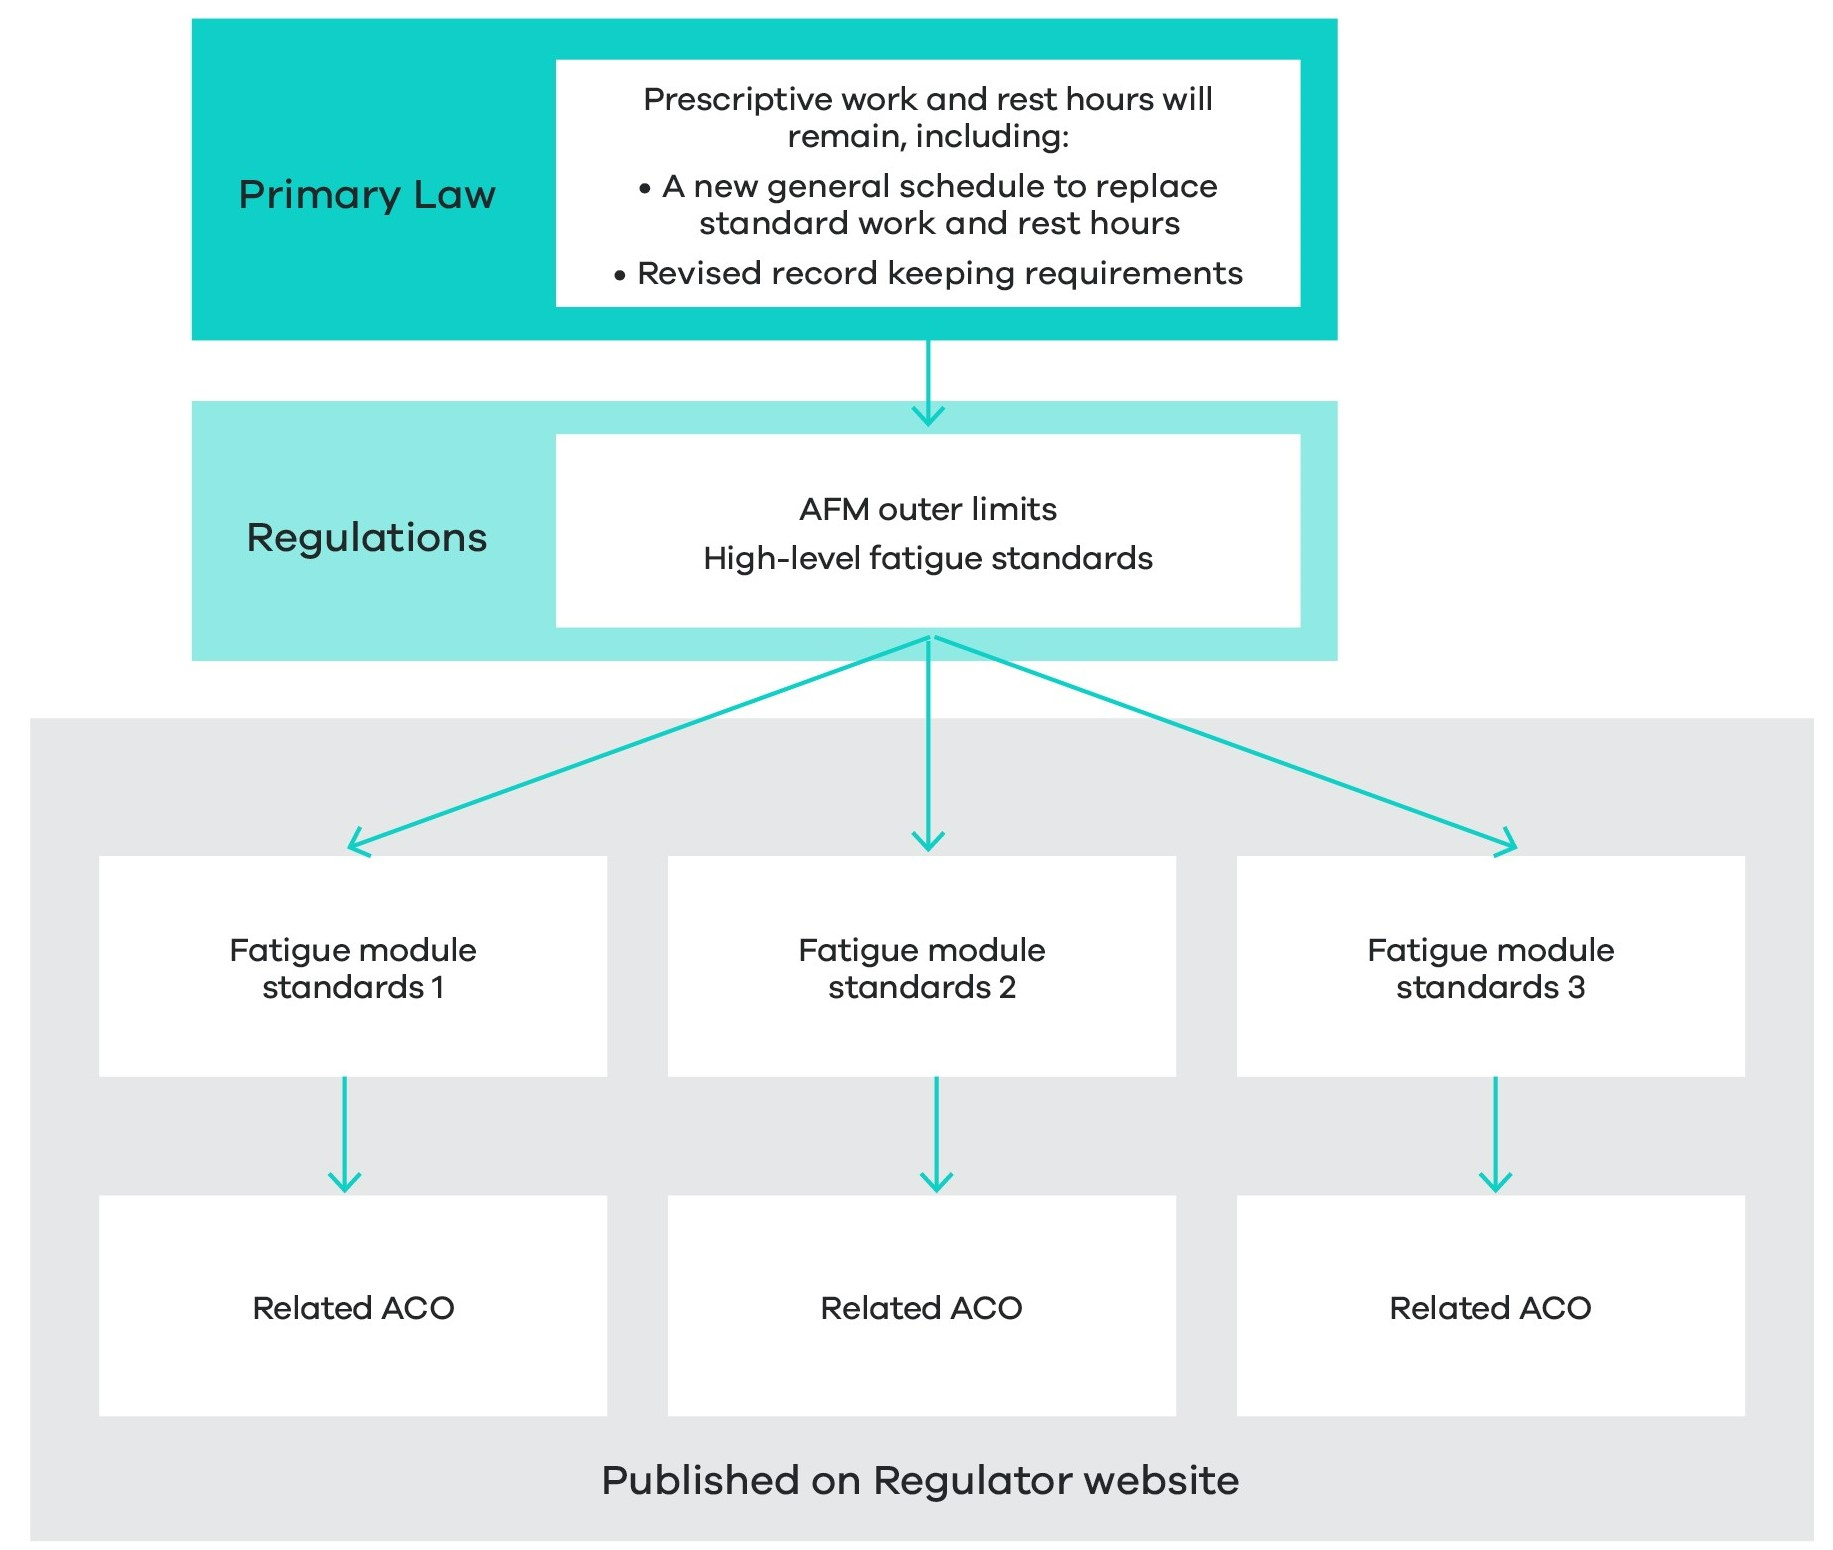 Primary Law
Prescriptive work and rest hours will
remain, including:
• A new general schedule to replace
standard work and rest hours
• Revised record keeping requirements
Regulations
AFM outer limits
High-level fatigue standards
Fatigue module
standards 1
Fatigue module
standards 2
Fatigue module
standards 3
Related ACO
Related ACO
Related ACO
Published on Regulator website